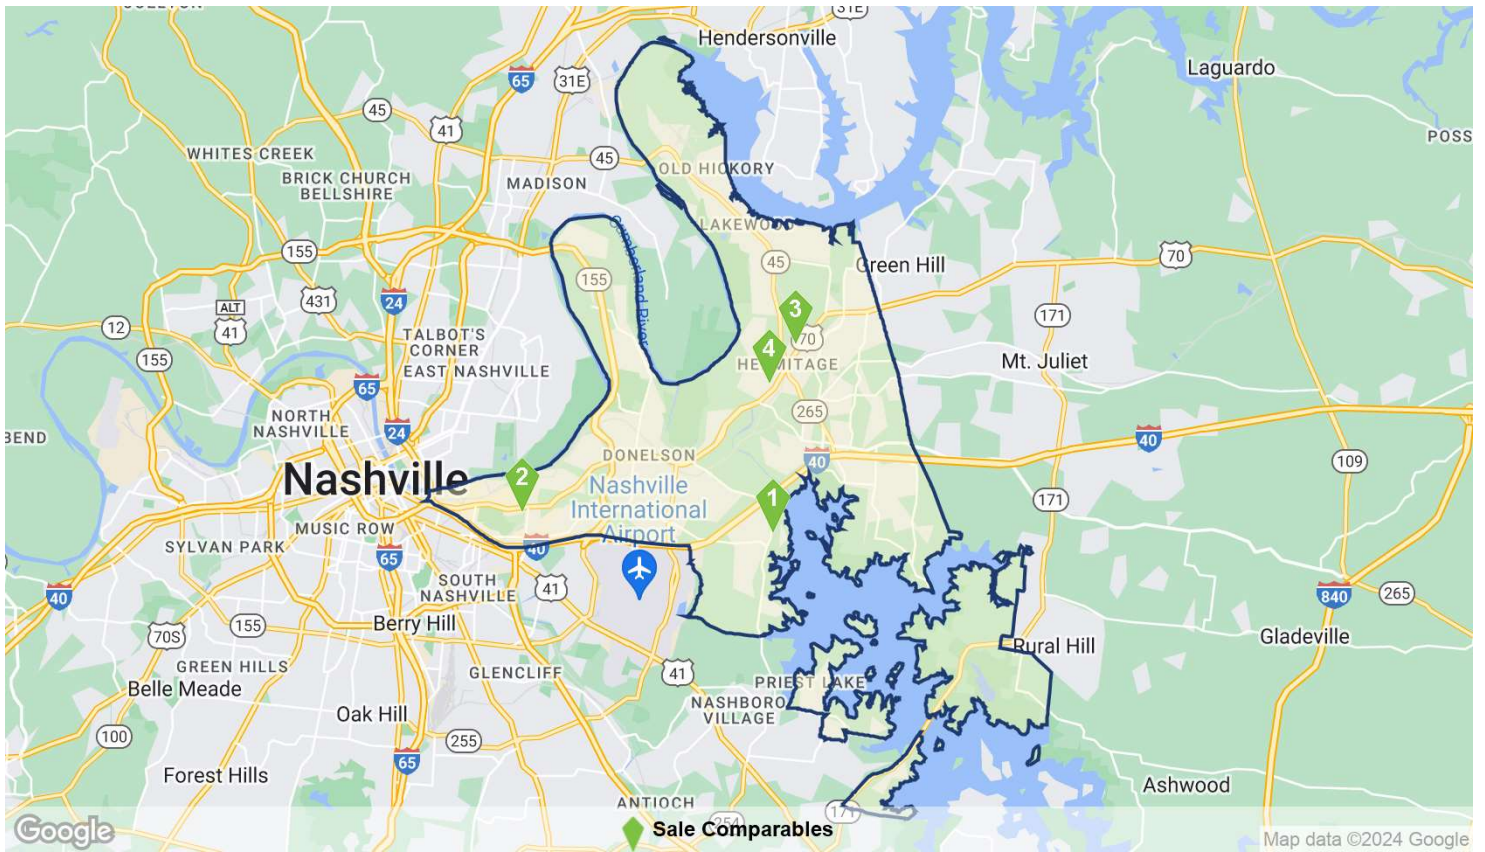 31E
Hendersonville
Laguardo
65
31E
45
41
POSS
WHITES CREEK
45
BRICK CHURCH
BELLSHIRE
MADISON
OLD HICKORY
LAKEWOOD
Cumberland River
155
155
45
Green Hill
70
ALT
41
431
24
3
171
12
155
TALBOT'S
CORNER
70
4
HERMITAGE
Mt. Juliet
EAST NASHVILLE
65
NORTH
NASHVILLE
24
265
BEND
40
40
109
DONELSON
Nashville
2
Nashville
International
Airport
1
171
MUSIC ROW
SYLVAN PARK
65
40
SOUTH
NASHVILLE
41
40
840
265
70S
155
Berry Hill
Rural Hill
Gladeville
GREEN HILLS
Belle Meade
GLENCLIFF
41
PRIEST LAKE
NASHBORO
VILLAGE
Oak Hill
100
255
65
Forest Hills
Ashwood
ANTIOCH
171
254
Google
Sale Comparables
Map data ©2024 Google